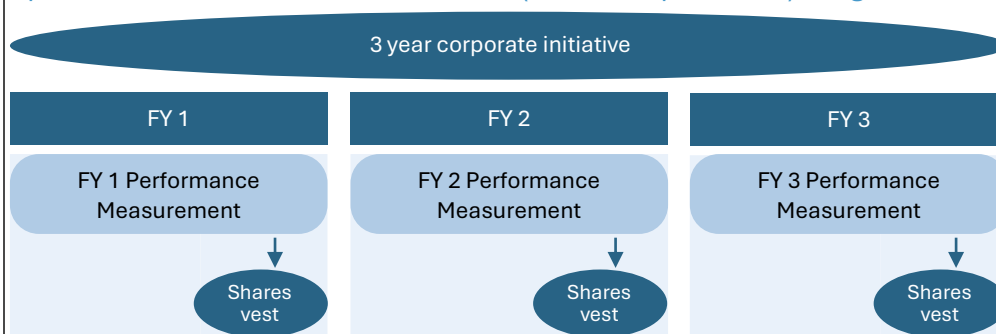 3 year corporate initiative
FY 1
FY 2
FY 3
FY 1 Performance
Measurement
FY 2 Performance
Measurement
FY 3 Performance
Measurement
Shares
vest
Shares
vest
Shares
vest